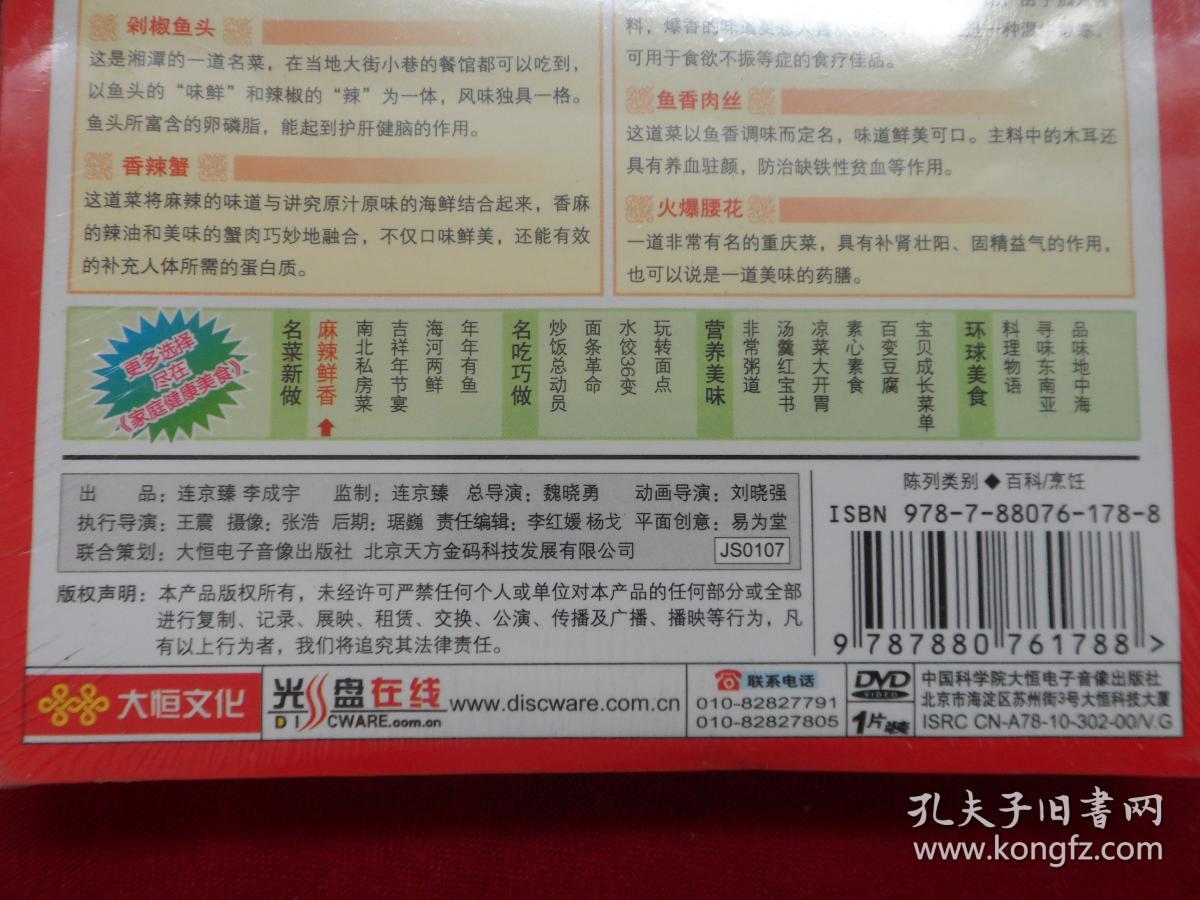 剁椒鱼头
这是湘潭的一道名菜，在当地大街小巷的餐馆都可以吃到，
以鱼头的“味鲜”和辣椒的“辣”为一体，风味独具一格。
鱼头所富含的卵磷脂，能起到护肝健脑的作用。
香辣蟹
这道菜将麻辣的味道与讲究原汁原味的海鲜结合起来，香麻
的辣油和美味的蟹肉巧妙地融合，不仅口味鲜美，还能有效
的补充人体所需的蛋白质。
料，爆香的味道更
可用于食欲不振等症的食疗佳品。
鱼香肉丝
这道菜以鱼香调味而定名，味道鲜美可口。主料中的木耳还
具有养血驻颜，防治缺铁性贫血等作用。
火爆腰花
一道非常有名的重庆菜，具有补肾壮阳、固精益气的作用，
也可以说是一道美味的药膳。
更多选择
尽在
《家庭健康美食》
名菜新做
麻辣鲜香
南北私房菜
吉祥年节宴
海河两鲜
年年有鱼
名吃巧做
炒饭总动员
面条革命
水饺36变
玩转面点
营养美味
非常粥道
汤羹红宝书
凉菜大开胃
素心素食
百变豆腐
宝贝成长菜单
环球美食
料理物语
寻味东南亚
品味地中海
出 品：连京臻 李成宇 监制：连京臻 总导演：魏晓勇 动画导演：刘晓强
执行导演：王震 摄像：张浩 后期：琚巍 责任编辑：李红媛 杨戈 平面创意：易为堂
联合策划：大恒电子音像出版社 北京天方金码科技发展有限公司 JS0107
版权声明：本产品版权所有，未经许可严禁任何个人或单位对本产品的任何部分或全部
进行复制、记录、展映、租赁、交换、公演、传播及广播、播映等行为，凡
有以上行为者，我们将追究其法律责任。
陈列类别◆百科/烹饪
ISBN 978-7-88076-178-8
9 787880 761788 >
大恒文化
光盘在线
DISCWARE.com.cn
www.discware.com.cn
联系电话
010-82827791
010-82827805
DVD
VIDEO
1片装
中国科学院大恒电子音像出版社
北京市海淀区苏州街3号大恒科技大厦
ISRC CN-A78-10-302-00/V.G
孔夫子旧书网
www.kongfz.com